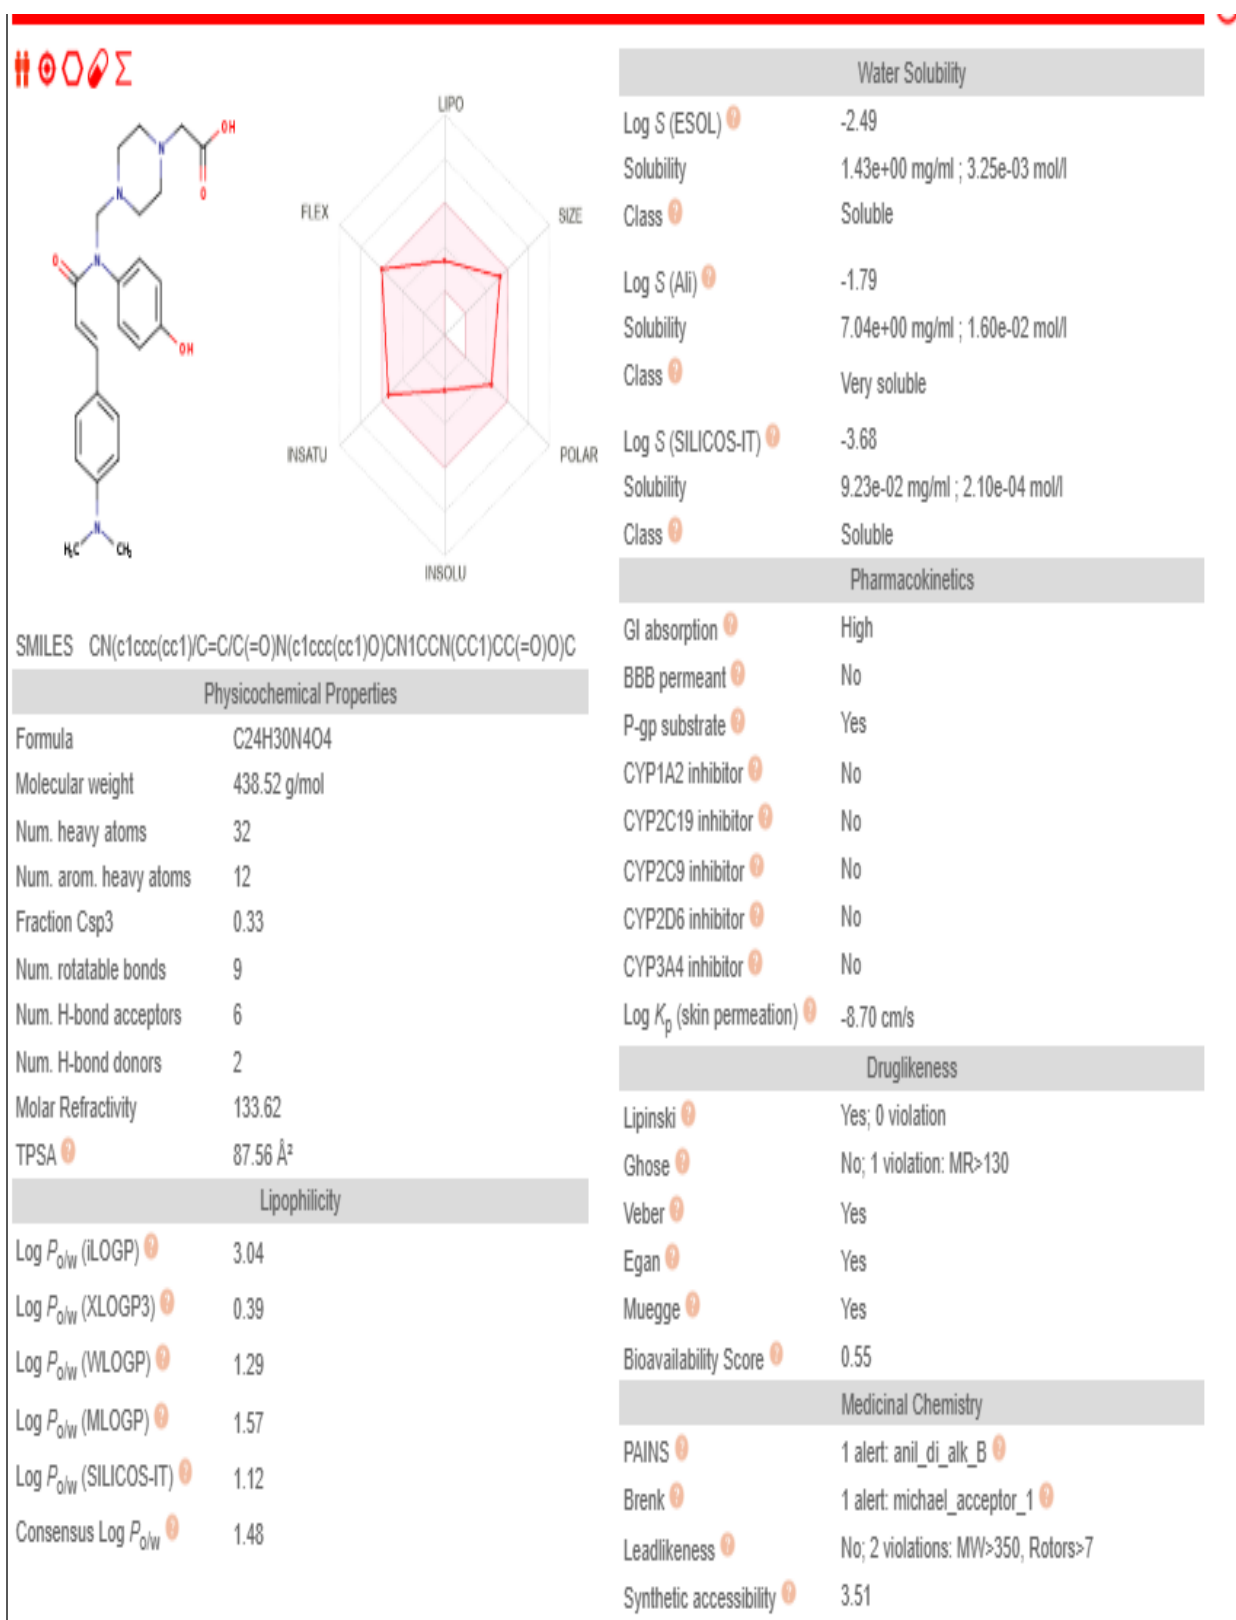 OH
N
N
O
O
N
OH
N
H₃C
CH₃
LIPO
FLEX
SIZE
INSATU
POLAR
INSOLU
SMILES CN(c1ccc(cc1)/C=C/C(=O)N(c1ccc(cc1)O)CN1CCN(CC1)CC(=O)O)C
Physicochemical Properties
Formula C24H30N4O4
Molecular weight 438.52 g/mol
Num. heavy atoms 32
Num. arom. heavy atoms 12
Fraction Csp3 0.33
Num. rotatable bonds 9
Num. H-bond acceptors 6
Num. H-bond donors 2
Molar Refractivity 133.62
TPSA ? 87.56 Å²
Lipophilicity
Log Po/w (iLOGP) ? 3.04
Log Po/w (XLOGP3) ? 0.39
Log Po/w (WLOGP) ? 1.29
Log Po/w (MLOGP) ? 1.57
Log Po/w (SILICOS-IT) ? 1.12
Consensus Log Po/w ? 1.48
Water Solubility
Log S (ESOL) ? -2.49
Solubility 1.43e+00 mg/ml ; 3.25e-03 mol/l
Class ? Soluble
Log S (Ali) ? -1.79
Solubility 7.04e+00 mg/ml ; 1.60e-02 mol/l
Class ? Very soluble
Log S (SILICOS-IT) ? -3.68
Solubility 9.23e-02 mg/ml ; 2.10e-04 mol/l
Class ? Soluble
Pharmacokinetics
GI absorption ? High
BBB permeant ? No
P-gp substrate ? Yes
CYP1A2 inhibitor ? No
CYP2C19 inhibitor ? No
CYP2C9 inhibitor ? No
CYP2D6 inhibitor ? No
CYP3A4 inhibitor ? No
Log Kp (skin permeation) ? -8.70 cm/s
Druglikeness
Lipinski ? Yes; 0 violation
Ghose ? No; 1 violation: MR>130
Veber ? Yes
Egan ? Yes
Muegge ? Yes
Bioavailability Score ? 0.55
Medicinal Chemistry
PAINS ? 1 alert: anil_di_alk_B ?
Brenk ? 1 alert: michael_acceptor_1 ?
Leadlikeness ? No; 2 violations: MW>350, Rotors>7
Synthetic accessibility ? 3.51